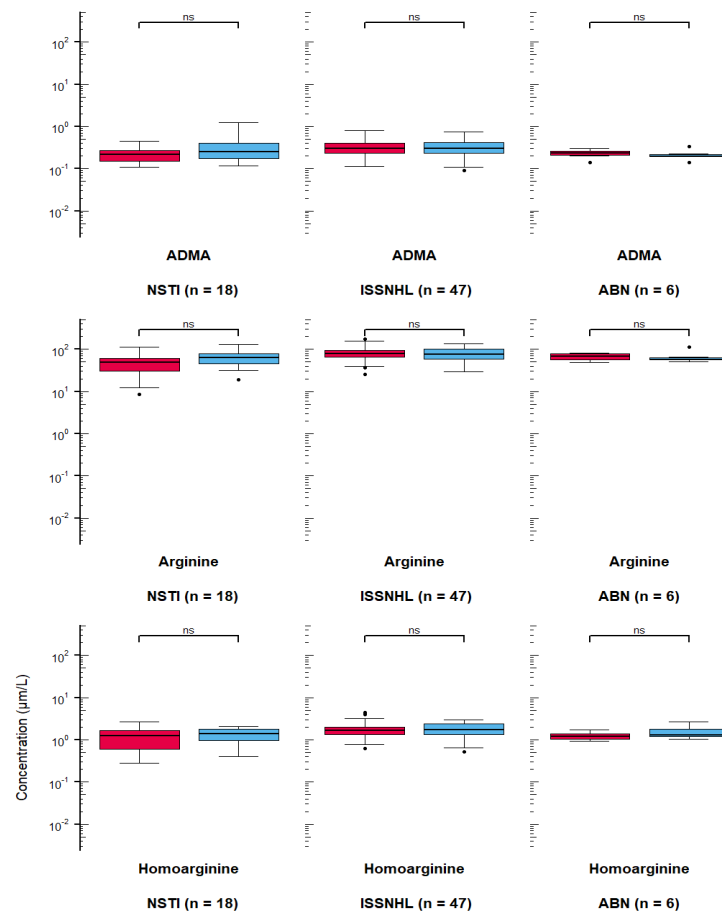 ns ns ns
10² 10¹ 10⁰ 10⁻¹ 10⁻²
ADMA ADMA ADMA
NSTI (n = 18) ISSNHL (n = 47) ABN (n = 6)
ns ns ns
10² 10¹ 10⁰ 10⁻¹ 10⁻²
Arginine Arginine Arginine
NSTI (n = 18) ISSNHL (n = 47) ABN (n = 6)
ns ns ns
Concentration (µm/L)
10² 10¹ 10⁰ 10⁻¹ 10⁻²
Homoarginine Homoarginine Homoarginine
NSTI (n = 18) ISSNHL (n = 47) ABN (n = 6)